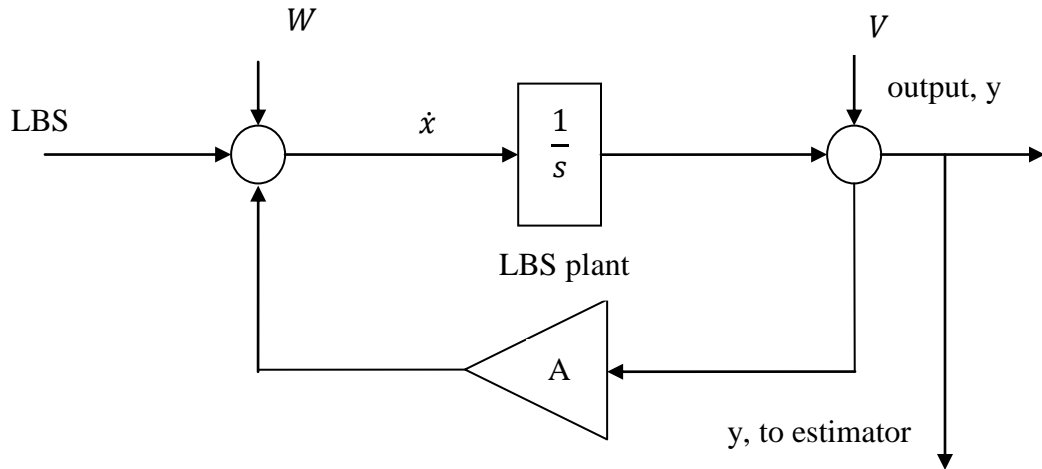 W
V
output, y
LBS
ẋ
1
s
LBS plant
A
y, to estimator